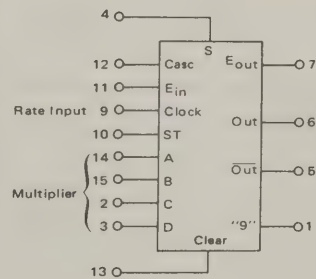 4
S
12 Casc Eout 7
11 Ein
Rate Input 9 Clock Out 6
10 ST
14 A Out 5
Multiplier 15 B
2 C
3 D "9" 1
Clear
13